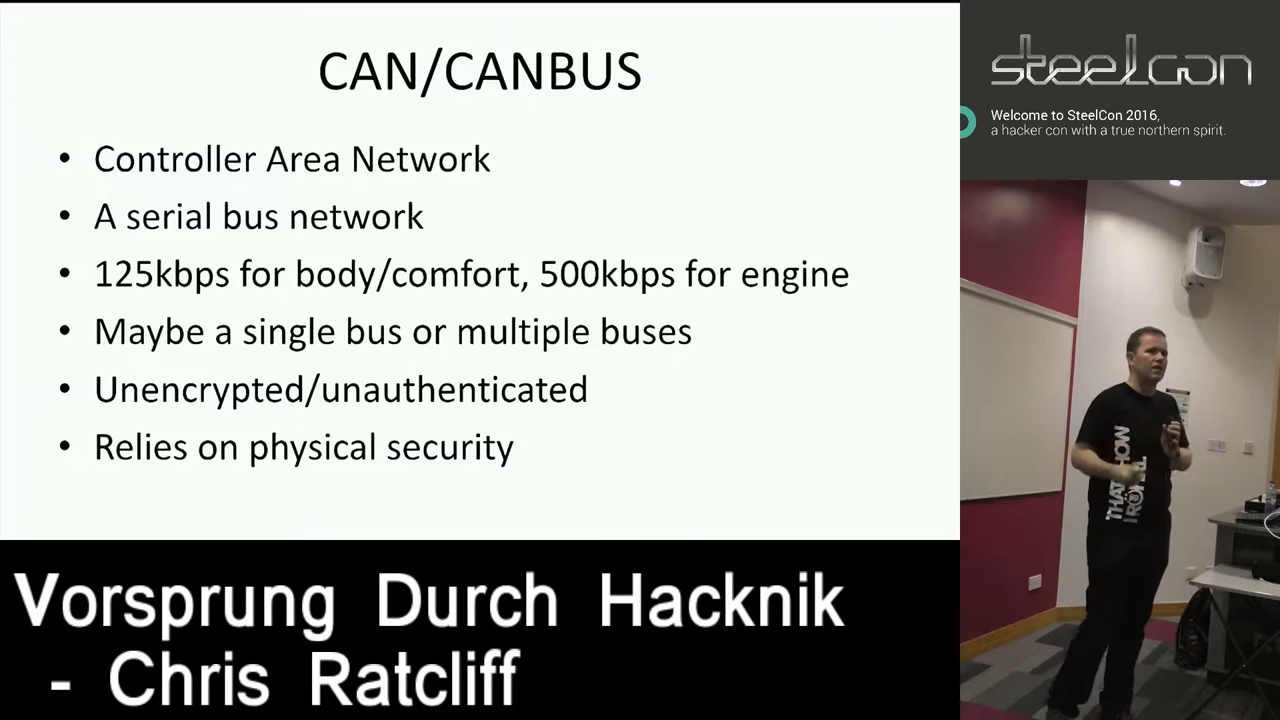 CAN/CANBUS
• Controller Area Network
• A serial bus network
• 125kbps for body/comfort, 500kbps for engine
• Maybe a single bus or multiple buses
• Unencrypted/unauthenticated
• Relies on physical security
steelcon
Welcome to SteelCon 2016,
a hacker con with a true northern spirit.
Vorsprung Durch Hacknik
- Chris Ratcliff